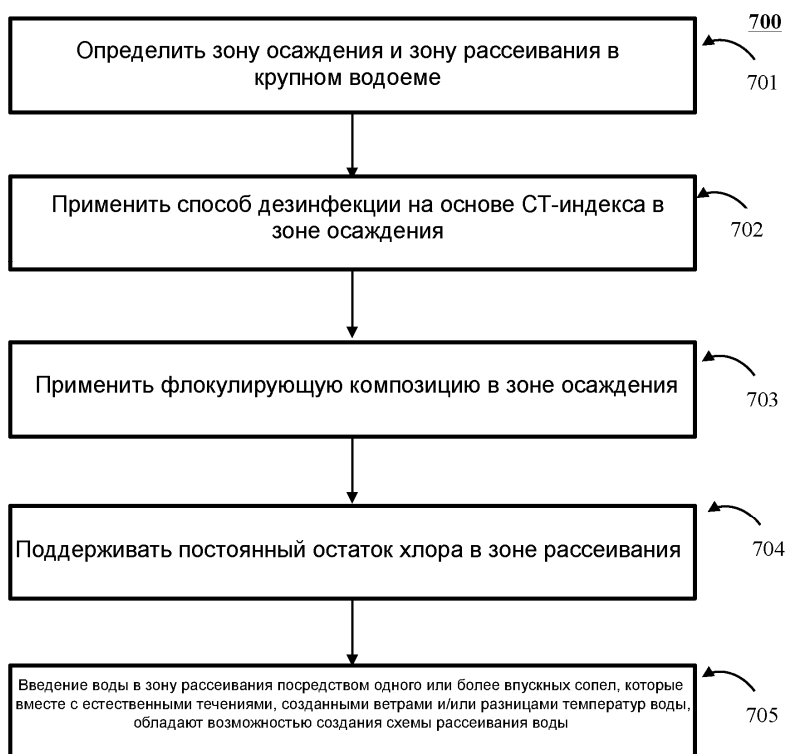 700
Определить зону осаждения и зону рассеивания в
крупном водоеме
701
Применить способ дезинфекции на основе СТ-индекса в
зоне осаждения
702
Применить флокулирующую композицию в зоне осаждения
703
Поддерживать постоянный остаток хлора в зоне рассеивания
704
Введение воды в зону рассеивания посредством одного или более впускных сопел, которые
вместе с естественными течениями, созданными ветрами и/или разницами температур воды,
обладают возможностью создания схемы рассеивания воды
705